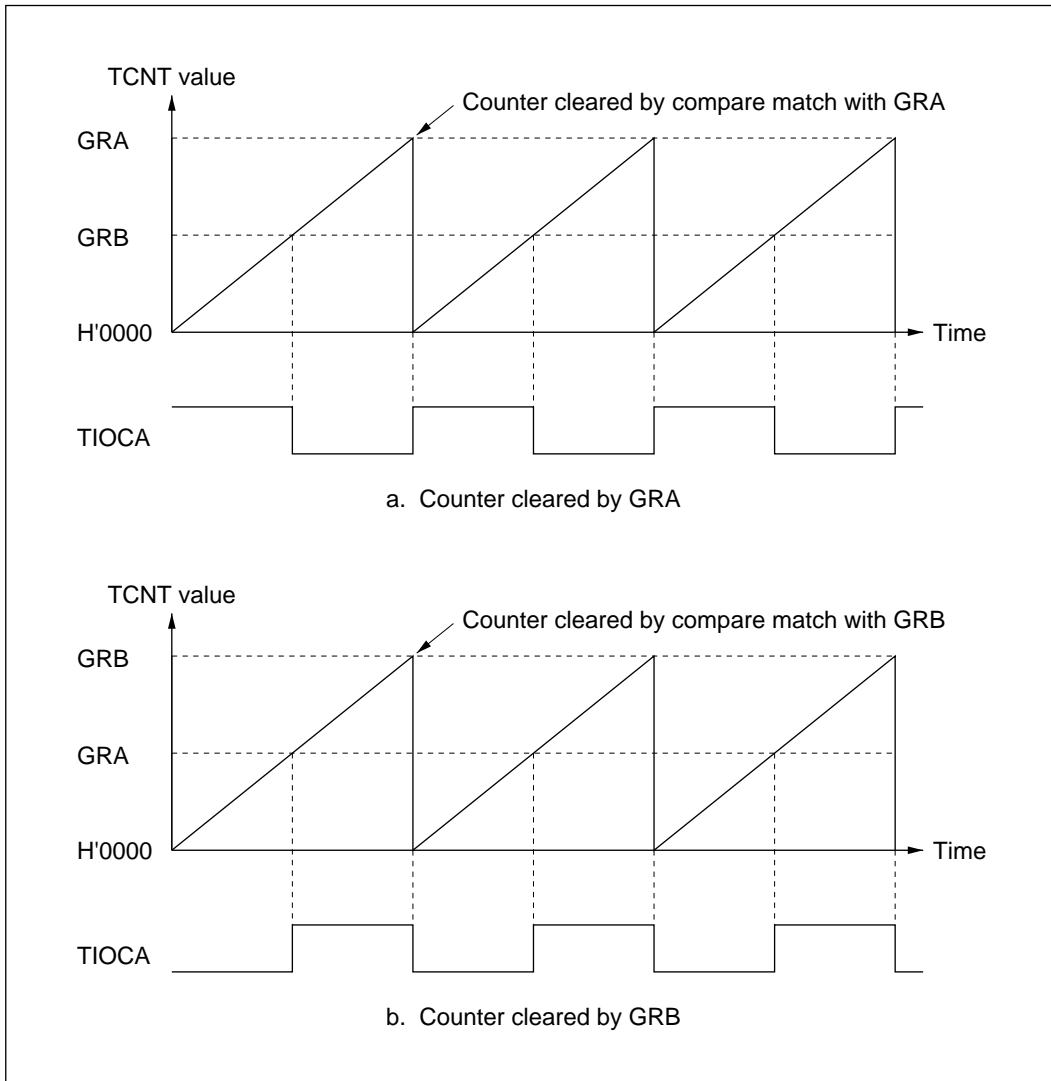 TCNT value
Counter cleared by compare match with GRA
GRA
GRB
H'0000
Time
TIOCA
a. Counter cleared by GRA
TCNT value
Counter cleared by compare match with GRB
GRB
GRA
H'0000
Time
TIOCA
b. Counter cleared by GRB